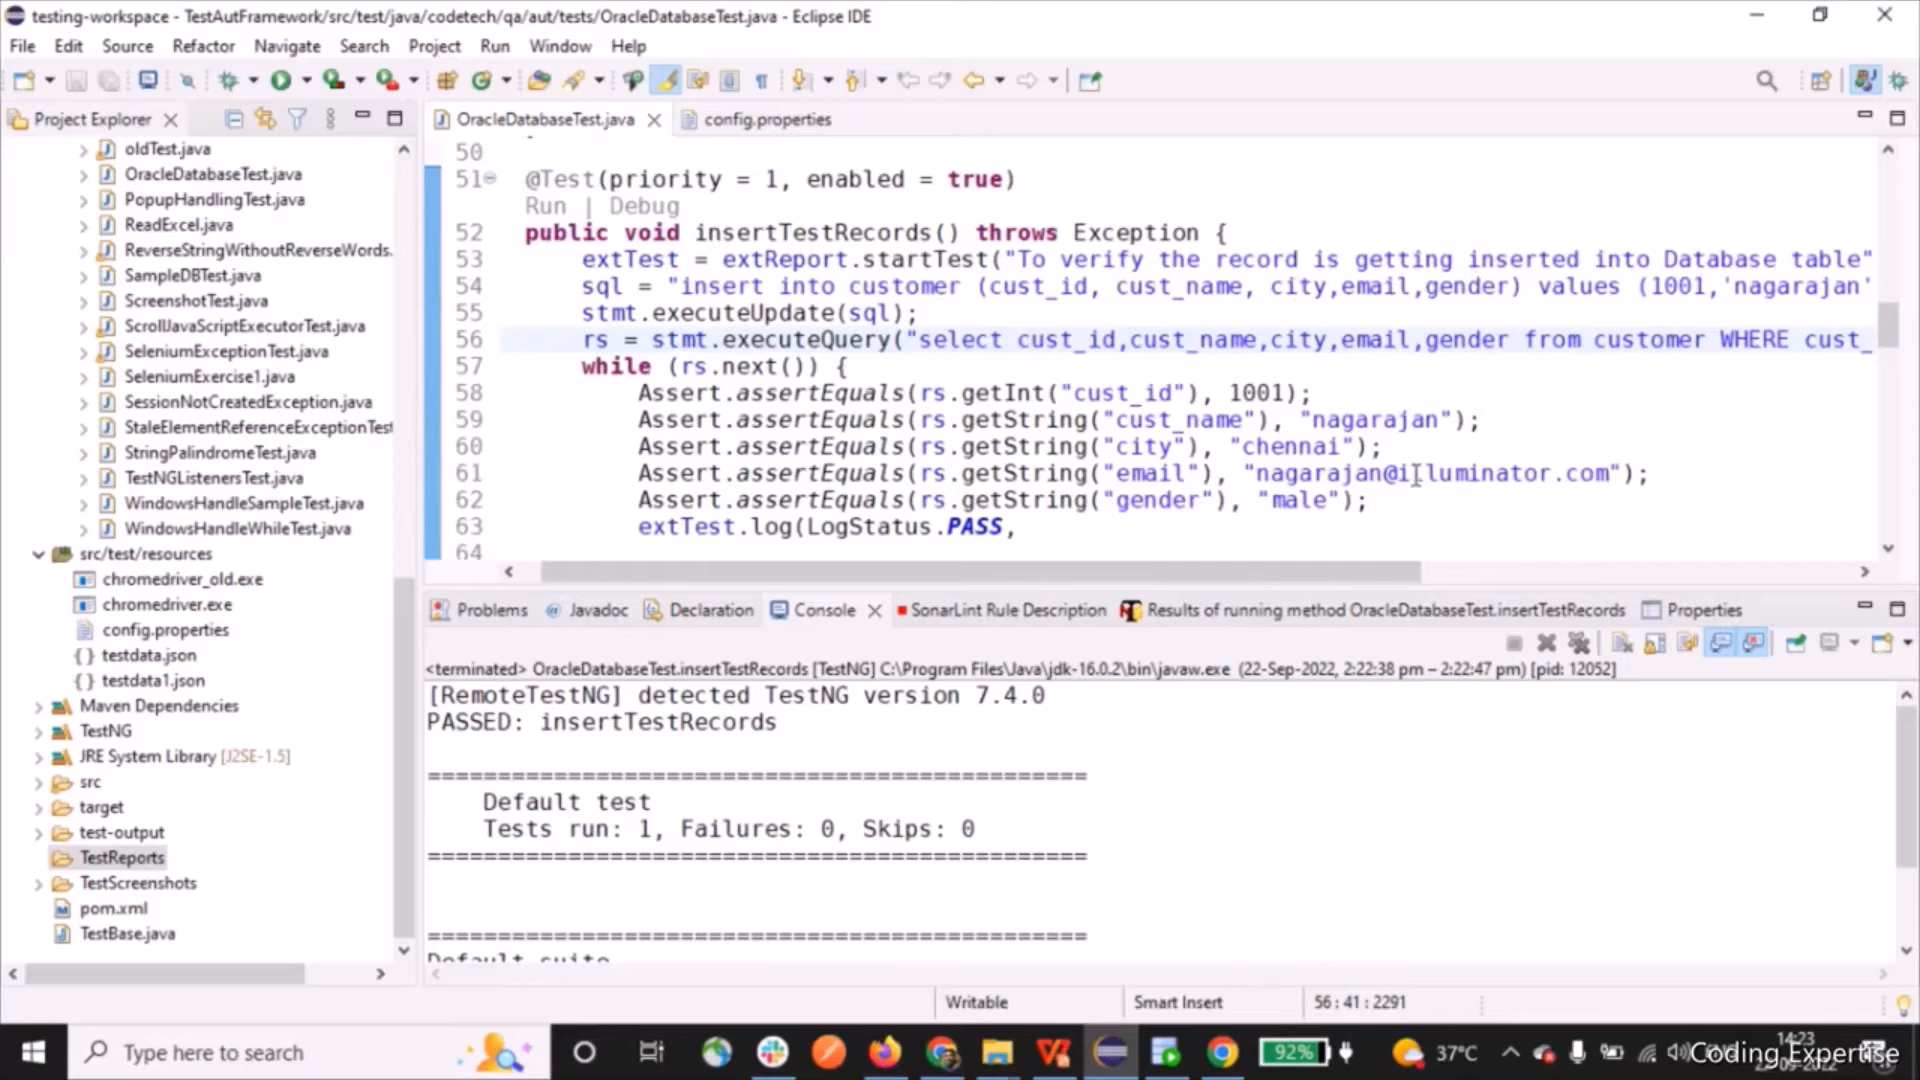 testing-workspace - TestAutFramework/src/test/java/codetech/qa/aut/tests/OracleDatabaseTest.java - Eclipse IDE
File Edit Source Refactor Navigate Search Project Run Window Help
Project Explorer
oldTest.java
OracleDatabaseTest.java
PopupHandlingTest.java
ReadExcel.java
ReverseStringWithoutReverseWords.
SampleDBTest.java
ScreenshotTest.java
ScrollJavaScriptExecutorTest.java
SeleniumExceptionTest.java
SeleniumExercise1.java
SessionNotCreatedException.java
StaleElementReferenceExceptionTest
StringPalindromeTest.java
TestNGListenersTest.java
WindowsHandleSampleTest.java
WindowsHandleWhileTest.java
src/test/resources
chromedriver_old.exe
chromedriver.exe
config.properties
testdata.json
testdata1.json
Maven Dependencies
TestNG
JRE System Library [J2SE-1.5]
src
target
test-output
TestReports
TestScreenshots
pom.xml
TestBase.java
OracleDatabaseTest.java config.properties
50
51 @Test(priority = 1, enabled = true)
Run | Debug
52 public void insertTestRecords() throws Exception {
53 extTest = extReport.startTest("To verify the record is getting inserted into Database table"
54 sql = "insert into customer (cust_id, cust_name, city,email,gender) values (1001,'nagarajan'
55 stmt.executeUpdate(sql);
56 rs = stmt.executeQuery("select cust_id,cust_name,city,email,gender from customer WHERE cust_
57 while (rs.next()) {
58 Assert.assertEquals(rs.getInt("cust_id"), 1001);
59 Assert.assertEquals(rs.getString("cust_name"), "nagarajan");
60 Assert.assertEquals(rs.getString("city"), "chennai");
61 Assert.assertEquals(rs.getString("email"), "nagarajan@illuminator.com");
62 Assert.assertEquals(rs.getString("gender"), "male");
63 extTest.log(LogStatus.PASS,
64
Problems Javadoc Declaration Console SonarLint Rule Description Results of running method OracleDatabaseTest.insertTestRecords Properties
<terminated> OracleDatabaseTest.insertTestRecords [TestNG] C:\Program Files\Java\jdk-16.0.2\bin\javaw.exe (22-Sep-2022, 2:22:38 pm – 2:22:47 pm) [pid: 12052]
[RemoteTestNG] detected TestNG version 7.4.0
PASSED: insertTestRecords
===============================================
Default test
Tests run: 1, Failures: 0, Skips: 0
===============================================
===============================================
Default suite
Writable Smart Insert 56 : 41 : 2291
Type here to search
92%
37°C
14:23
Coding Expertise